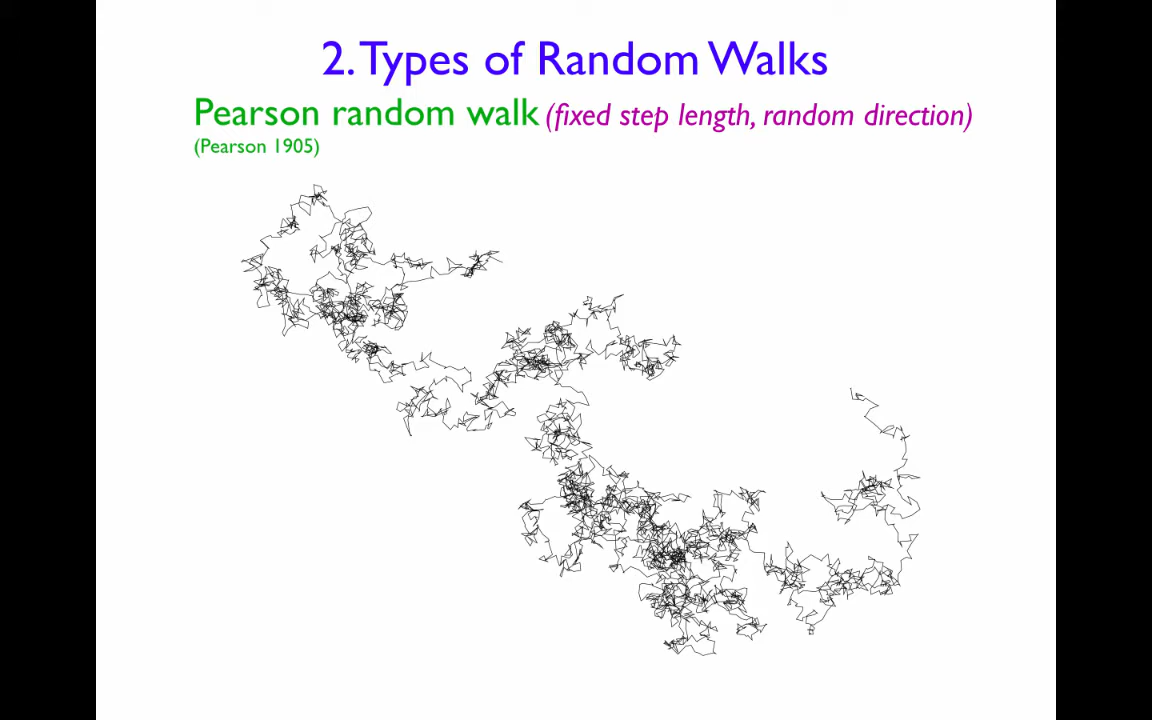 2. Types of Random Walks
Pearson random walk (fixed step length, random direction)
(Pearson 1905)